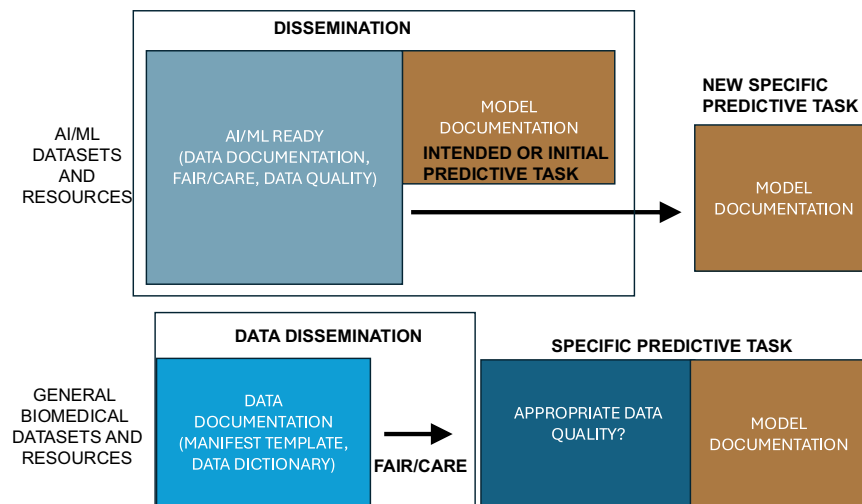 DISSEMINATION
AI/ML
DATASETS
AND
RESOURCES
AI/ML READY
(DATA DOCUMENTATION,
FAIR/CARE, DATA QUALITY)
MODEL
DOCUMENTATION
INTENDED OR INITIAL
PREDICTIVE TASK
NEW SPECIFIC
PREDICTIVE TASK
MODEL
DOCUMENTATION
DATA DISSEMINATION
GENERAL
BIOMEDICAL
DATASETS AND
RESOURCES
DATA
DOCUMENTATION
(MANIFEST TEMPLATE,
DATA DICTIONARY)
FAIR/CARE
SPECIFIC PREDICTIVE TASK
APPROPRIATE DATA
QUALITY?
MODEL
DOCUMENTATION